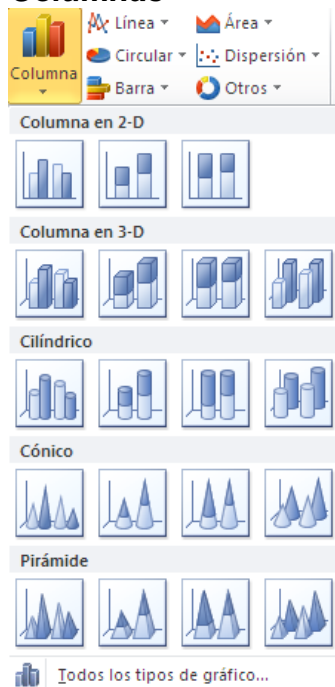 Columnas
Columna
Línea
Área
Circular
Dispersión
Barra
Otros
Columna en 2-D
Columna en 3-D
Cilíndrico
Cónico
Pirámide
Todos los tipos de gráfico...